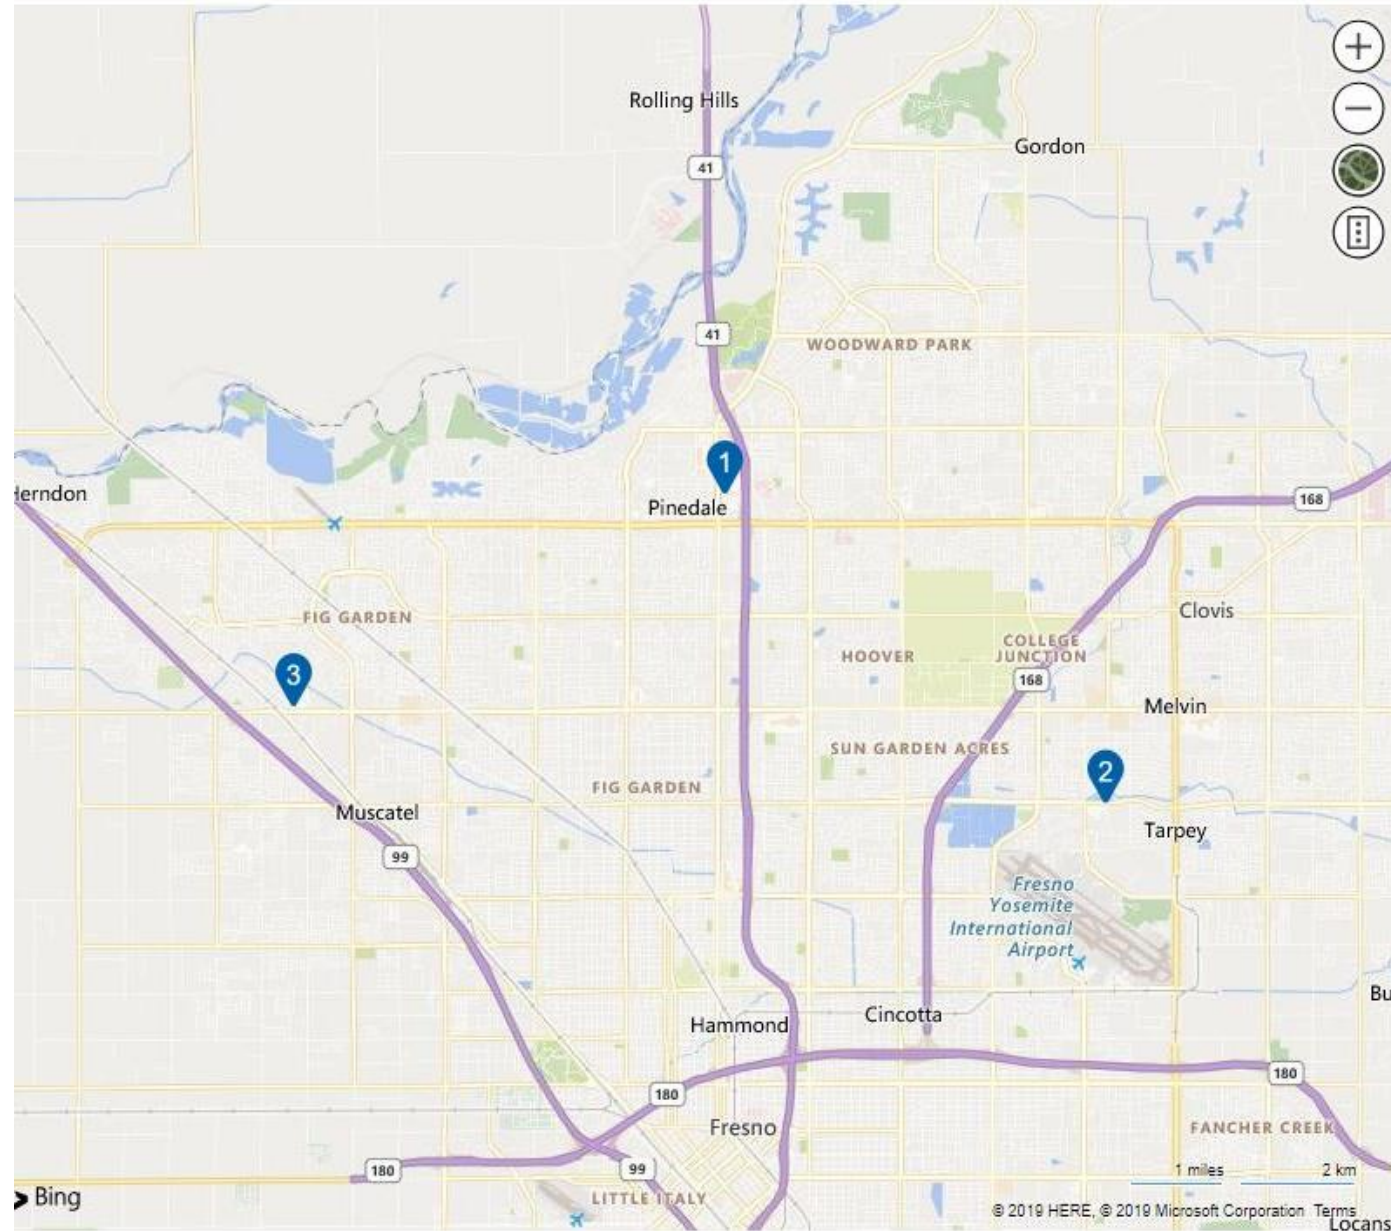 Rolling Hills
Gordon
41
41
WOODWARD PARK
1
Herndon
Pinedale
168
FIG GARDEN
Clovis
HOOVER
COLLEGE
JUNCTION
3
168
Melvin
SUN GARDEN ACRES
2
FIG GARDEN
Muscatel
Tarpey
99
Fresno
Yosemite
International
Airport
Bu
Cincotta
Hammond
180
180
Fresno
FANCHER CREEK
180
99
1 miles
2 km
Bing
LITTLE ITALY
© 2019 HERE, © 2019 Microsoft Corporation Terms
Locans